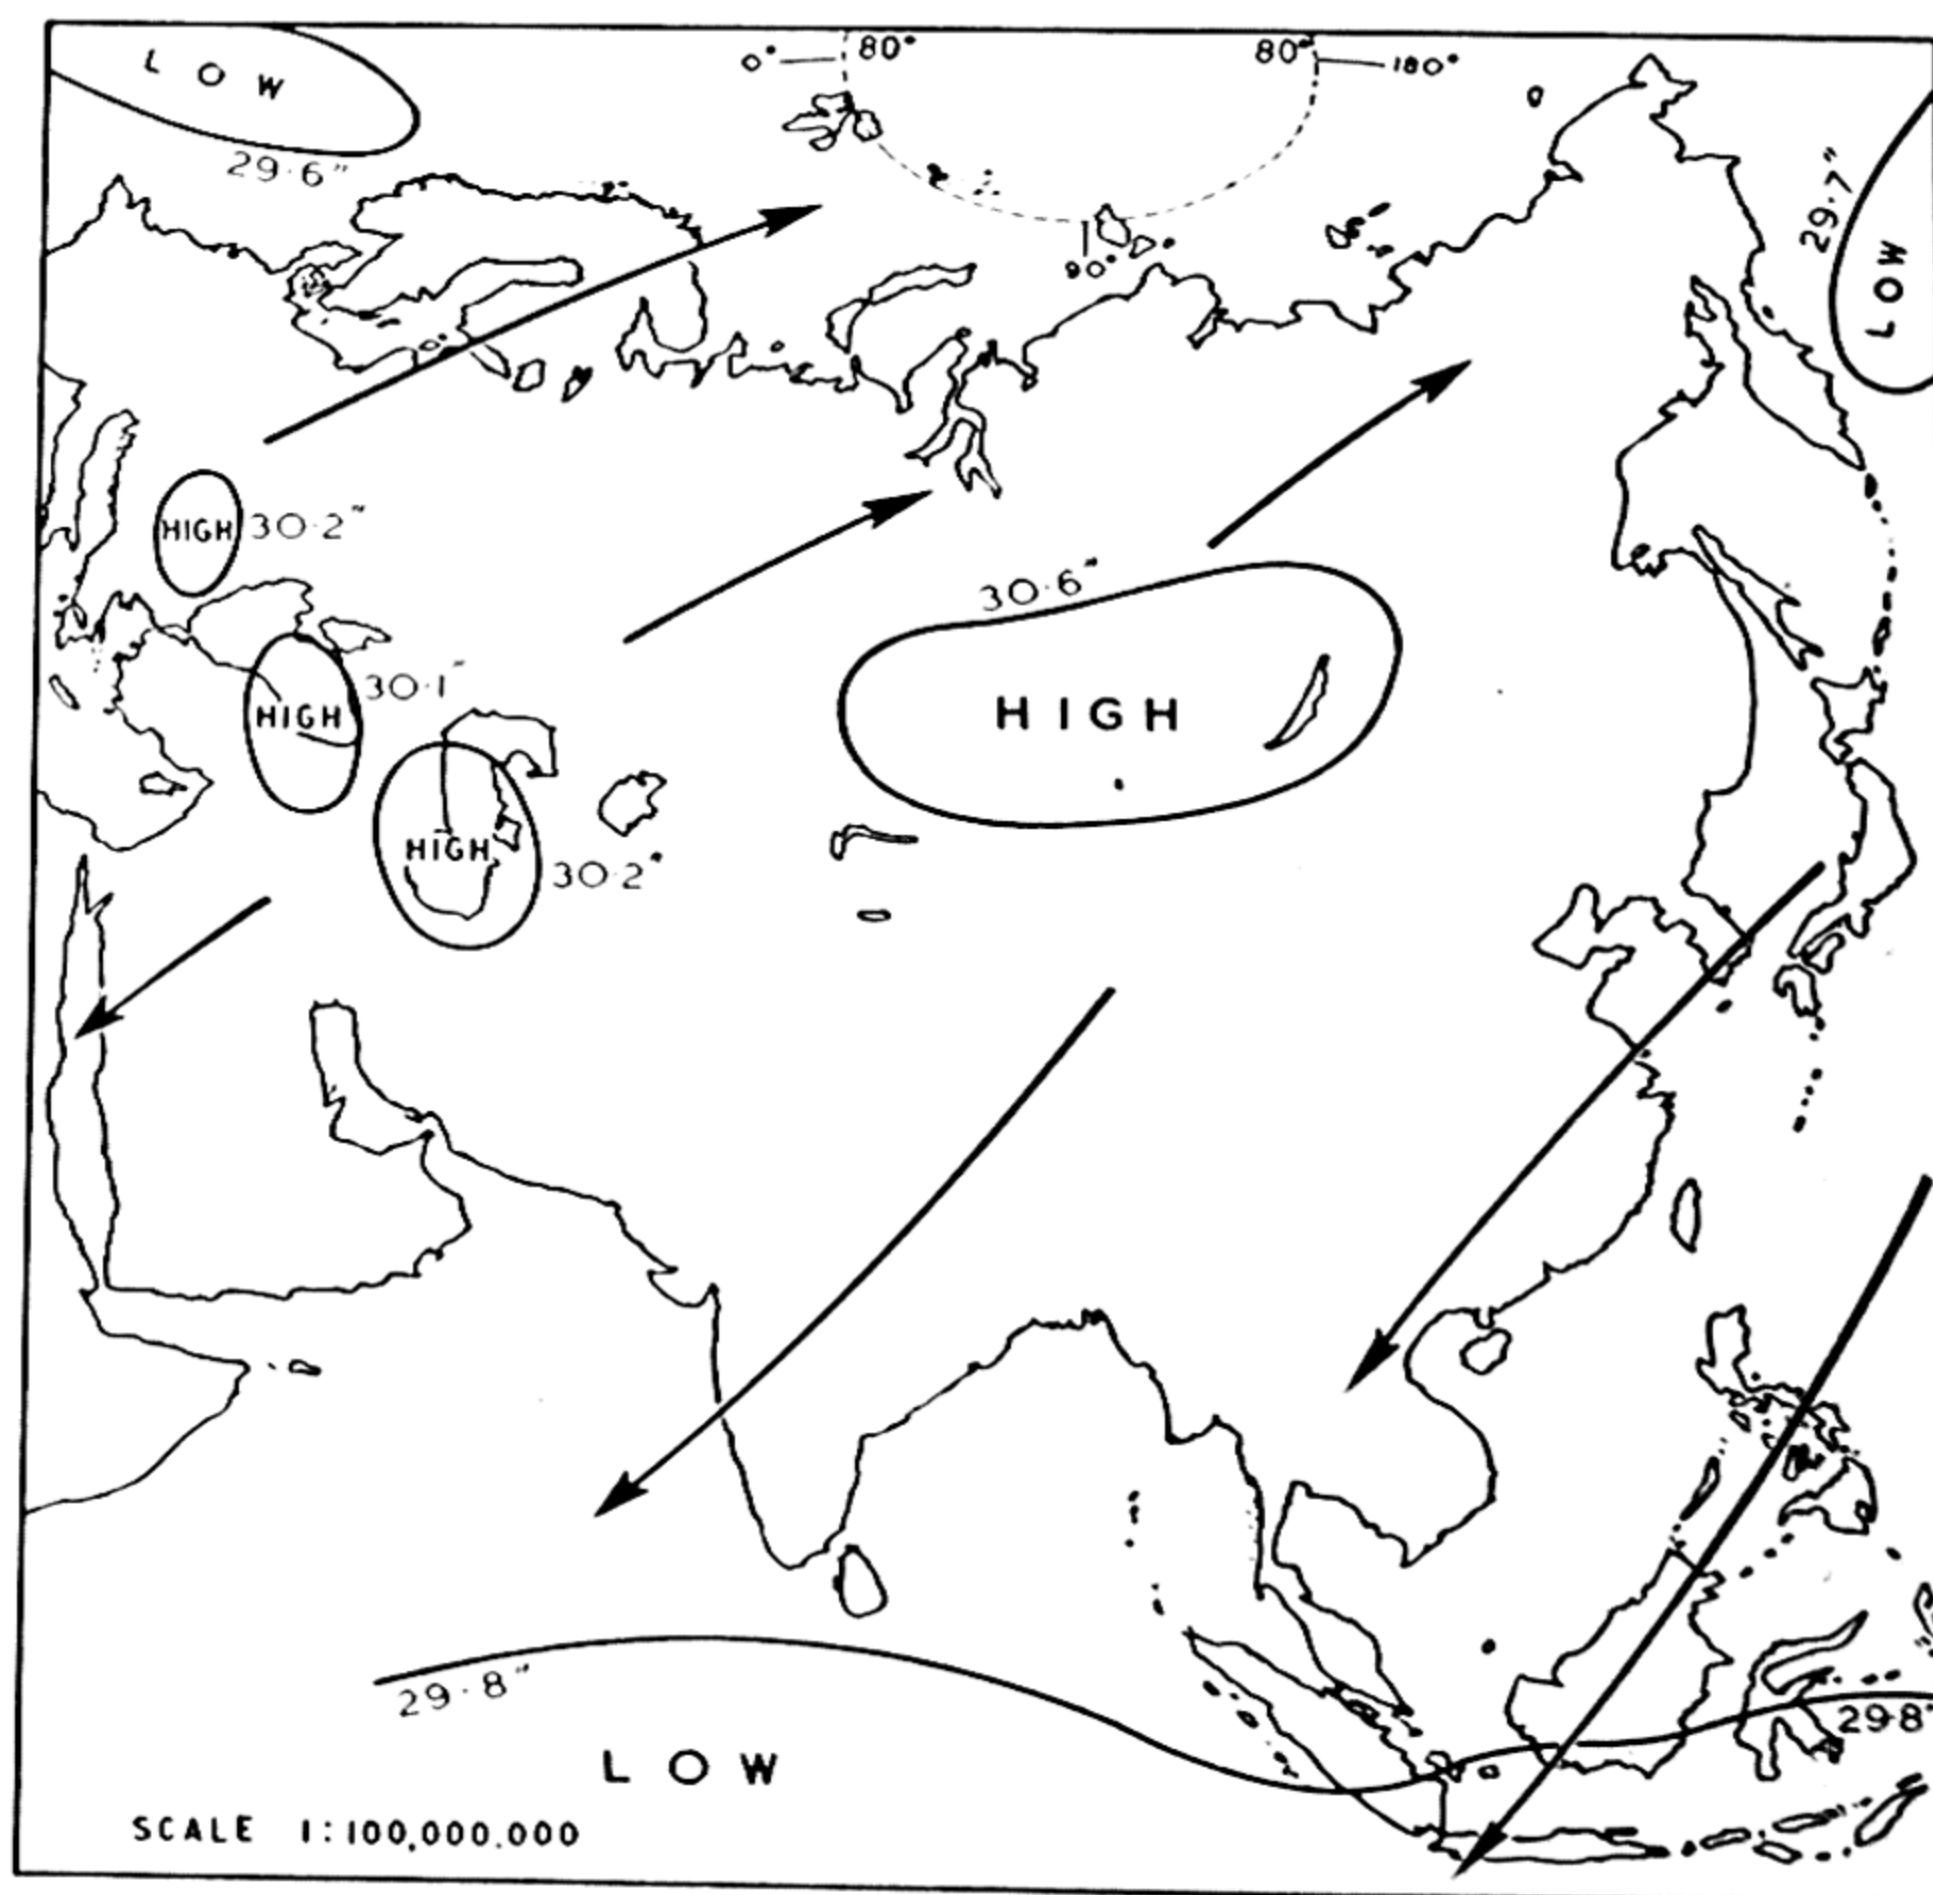 0° 80° 80° 180°
LOW
29·6"
29·7"
LOW
90°
HIGH 30·2"
30·6"
HIGH
30·1"
HIGH
HIGH
30·2"
29·8"
29·8"
LOW
SCALE 1:100,000.000